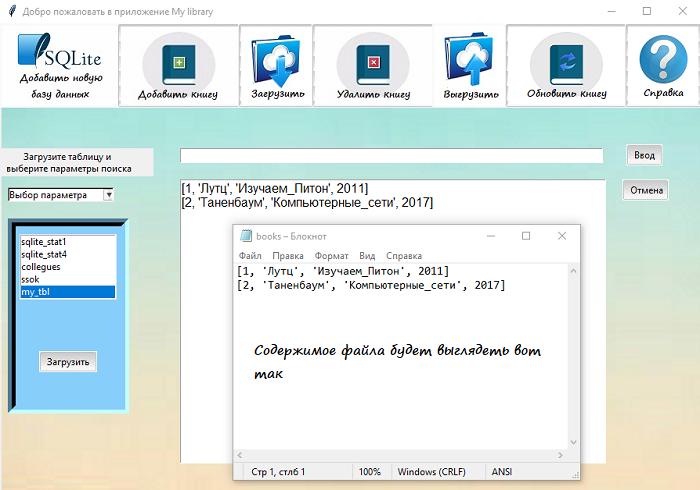 Добро пожаловать в приложение My library
SQLite
Добавить новую
базу данных
Добавить книгу
Загрузить
Удалить книгу
Выгрузить
Обновить книгу
Справка
Загрузите таблицу и
выберите параметры поиска
Ввод
Выбор параметра
Отмена
[1, 'Лутц', 'Изучаем_Питон', 2011]
[2, 'Таненбаум', 'Компьютерные_сети', 2017]
sqlite_stat1
sqlite_stat4
collegues
ssok
my_tbl
Загрузить
books – Блокнот
Файл Правка Формат Вид Справка
[1, 'Лутц', 'Изучаем_Питон', 2011]
[2, 'Таненбаум', 'Компьютерные_сети', 2017]
Содержимое файла будет выглядеть вот
так
Стр 1, стлб 1 100% Windows (CRLF) ANSI